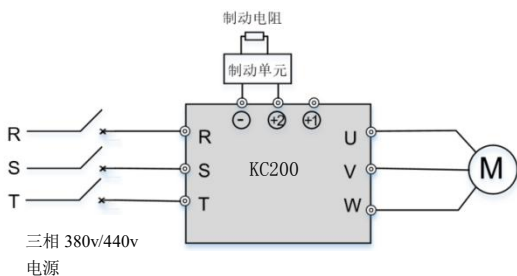 制动电阻
制动单元
- +2 +1
R R U
S S KC200 V M
T T W
三相 380v/440v
电源